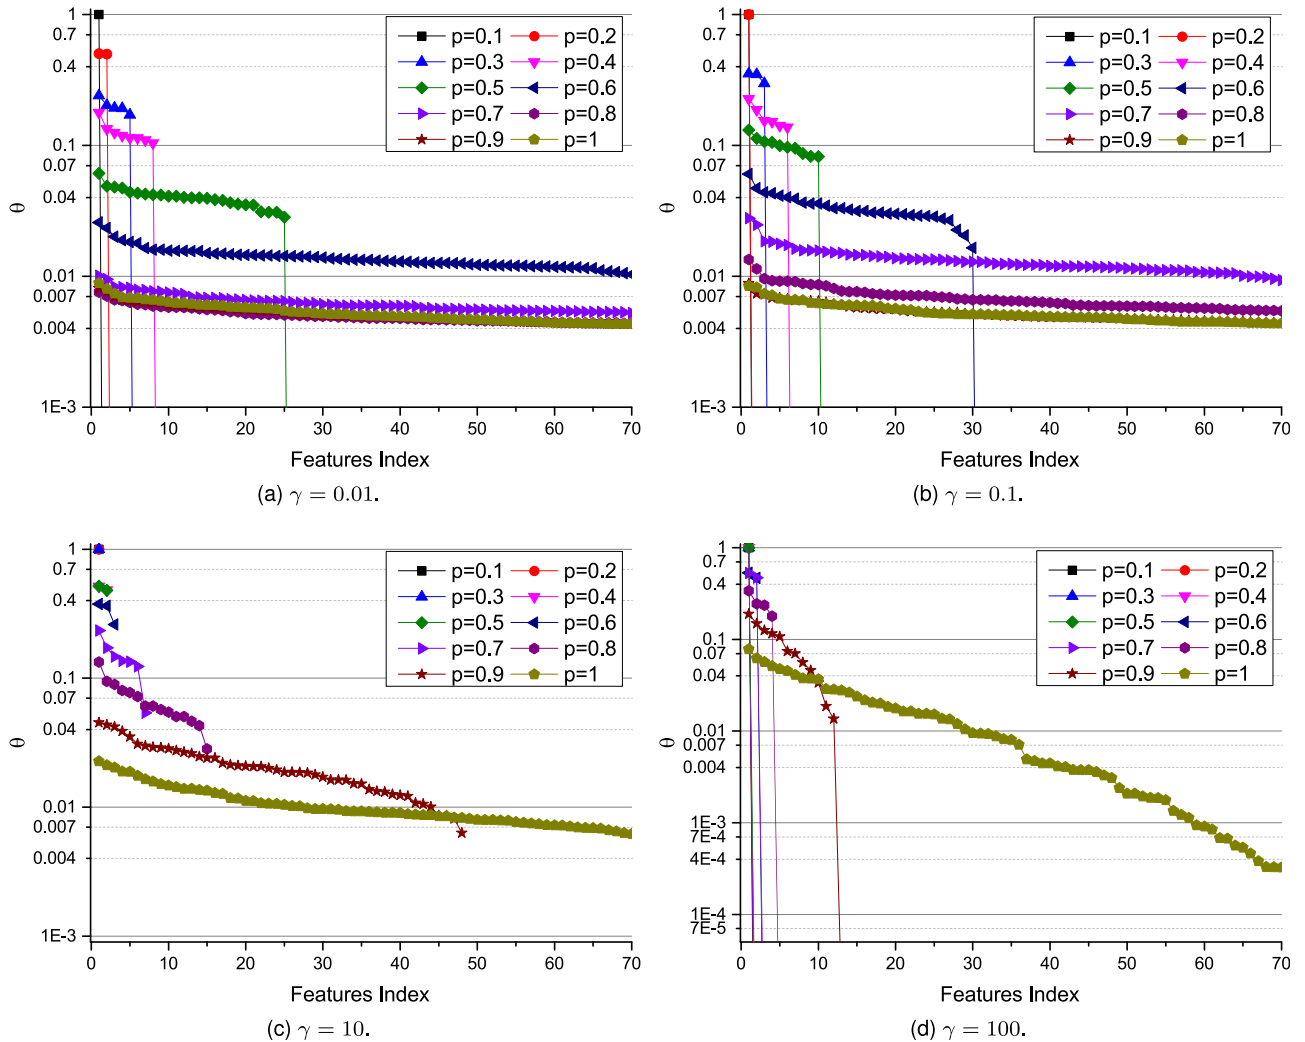 1
0.7
0.4
0.1
0.07
0.04
0.01
0.007
0.004
1E-3
θ
p=0.1 p=0.2
p=0.3 p=0.4
p=0.5 p=0.6
p=0.7 p=0.8
p=0.9 p=1
0 10 20 30 40 50 60 70
Features Index
(a) γ = 0.01.
1
0.7
0.4
0.1
0.07
0.04
0.01
0.007
0.004
1E-3
θ
p=0.1 p=0.2
p=0.3 p=0.4
p=0.5 p=0.6
p=0.7 p=0.8
p=0.9 p=1
0 10 20 30 40 50 60 70
Features Index
(b) γ = 0.1.
1
0.7
0.4
0.1
0.07
0.04
0.01
0.007
0.004
1E-3
θ
p=0.1 p=0.2
p=0.3 p=0.4
p=0.5 p=0.6
p=0.7 p=0.8
p=0.9 p=1
0 10 20 30 40 50 60 70
Features Index
(c) γ = 10.
1
0.7
0.4
0.1
0.07
0.04
0.01
0.007
0.004
1E-3
7E-4
4E-4
1E-4
7E-5
θ
p=0.1 p=0.2
p=0.3 p=0.4
p=0.5 p=0.6
p=0.7 p=0.8
p=0.9 p=1
0 10 20 30 40 50 60 70
Features Index
(d) γ = 100.